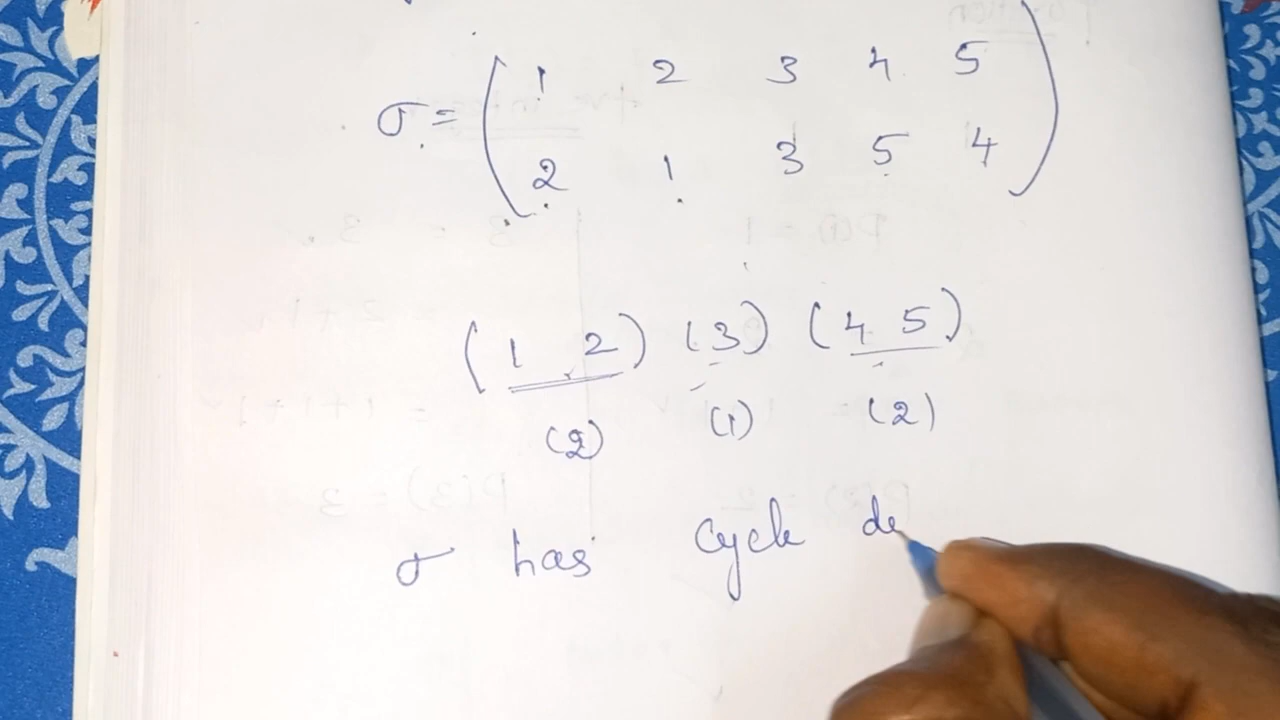 σ = ( 1 2 3 4 5
2 1 3 5 4 )
(1 2) (3) (4 5)
(2) (1) (2)
σ has cycle de